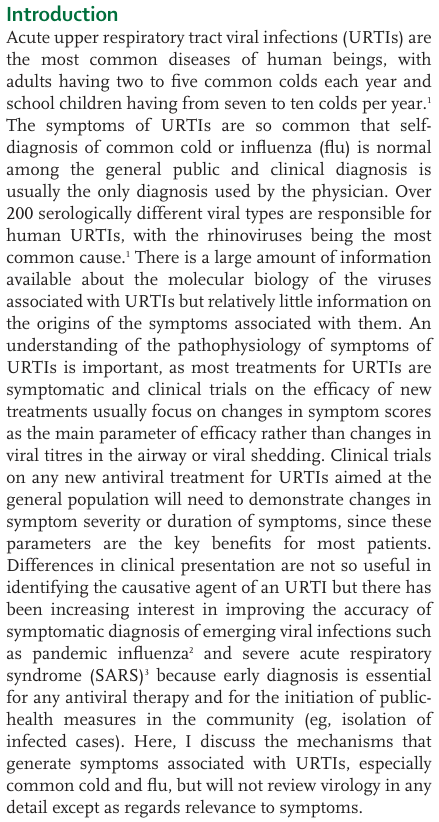 Introduction
Acute upper respiratory tract viral infections (URTIs) are
the most common diseases of human beings, with
adults having two to five common colds each year and
school children having from seven to ten colds per year.¹
The symptoms of URTIs are so common that self-
diagnosis of common cold or influenza (flu) is normal
among the general public and clinical diagnosis is
usually the only diagnosis used by the physician. Over
200 serologically different viral types are responsible for
human URTIs, with the rhinoviruses being the most
common cause.¹ There is a large amount of information
available about the molecular biology of the viruses
associated with URTIs but relatively little information on
the origins of the symptoms associated with them. An
understanding of the pathophysiology of symptoms of
URTIs is important, as most treatments for URTIs are
symptomatic and clinical trials on the efficacy of new
treatments usually focus on changes in symptom scores
as the main parameter of efficacy rather than changes in
viral titres in the airway or viral shedding. Clinical trials
on any new antiviral treatment for URTIs aimed at the
general population will need to demonstrate changes in
symptom severity or duration of symptoms, since these
parameters are the key benefits for most patients.
Differences in clinical presentation are not so useful in
identifying the causative agent of an URTI but there has
been increasing interest in improving the accuracy of
symptomatic diagnosis of emerging viral infections such
as pandemic influenza² and severe acute respiratory
syndrome (SARS)³ because early diagnosis is essential
for any antiviral therapy and for the initiation of public-
health measures in the community (eg, isolation of
infected cases). Here, I discuss the mechanisms that
generate symptoms associated with URTIs, especially
common cold and flu, but will not review virology in any
detail except as regards relevance to symptoms.